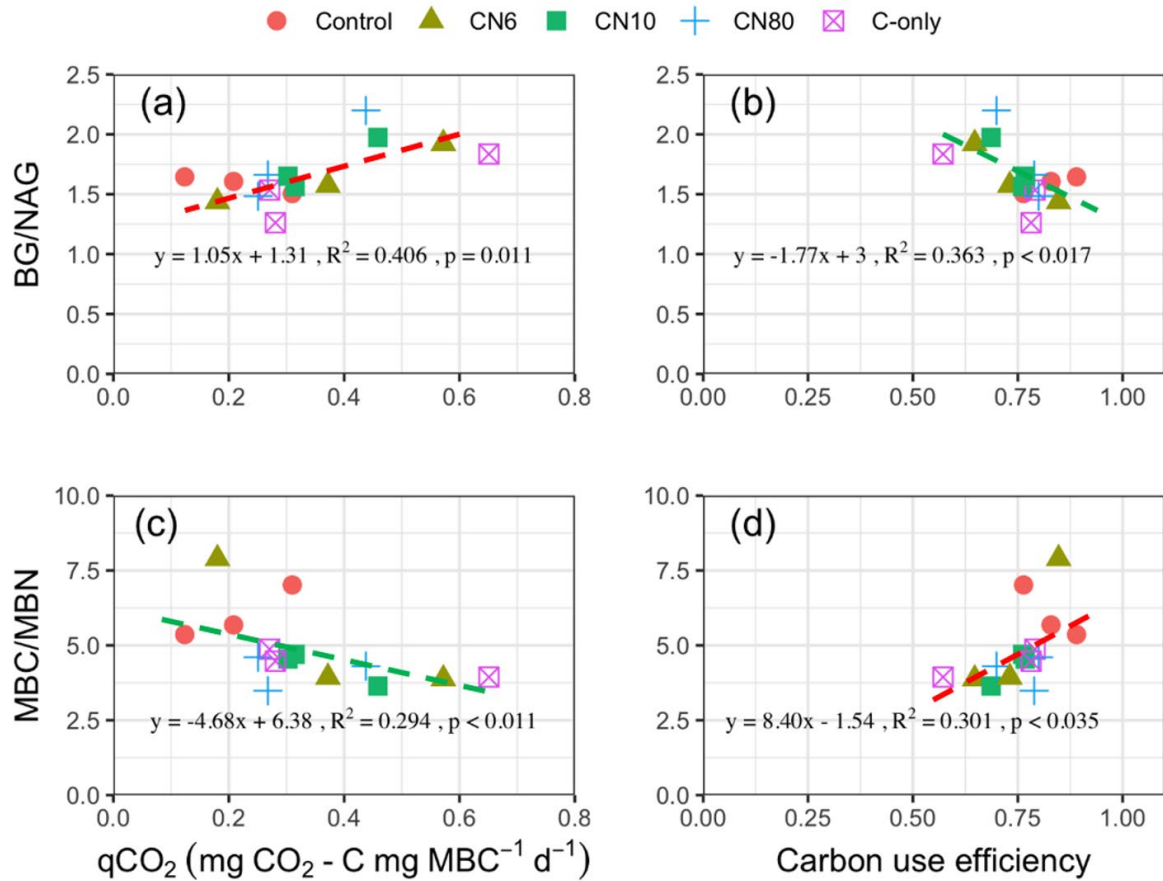 Control CN6 CN10 CN80 C-only
BG/NAG
2.5
2.0
1.5
1.0
0.5
0.0
(a)
y = 1.05x + 1.31 , R² = 0.406 , p = 0.011
0.0 0.2 0.4 0.6 0.8
2.5
2.0
1.5
1.0
0.5
0.0
(b)
y = -1.77x + 3 , R² = 0.363 , p < 0.017
0.00 0.25 0.50 0.75 1.00
MBC/MBN
10.0
7.5
5.0
2.5
0.0
(c)
y = -4.68x + 6.38 , R² = 0.294 , p < 0.011
0.0 0.2 0.4 0.6 0.8
qCO₂ (mg CO₂ - C mg MBC⁻¹ d⁻¹)
10.0
7.5
5.0
2.5
0.0
(d)
y = 8.40x - 1.54 , R² = 0.301 , p < 0.035
0.00 0.25 0.50 0.75 1.00
Carbon use efficiency